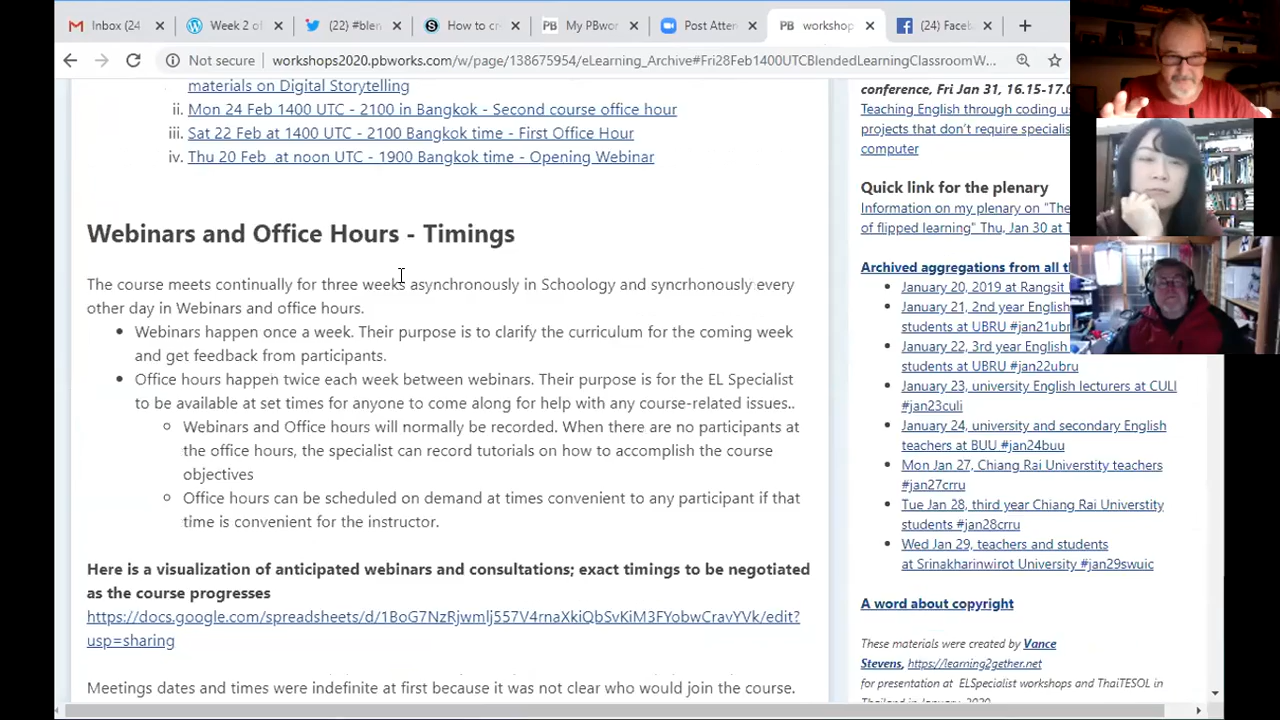 Inbox (24
Week 2 of
(22) #blen
How to cr
My PBwor
Post Atten
workshop
(24) Faceb
Not secure
workshops2020.pbworks.com/w/page/138675954/eLearning_Archive#Fri28Feb1400UTCBlendedLearningClassroomW...
materials on Digital Storytelling
ii. Mon 24 Feb 1400 UTC - 2100 in Bangkok - Second course office hour
iii. Sat 22 Feb at 1400 UTC - 2100 Bangkok time - First Office Hour
iv. Thu 20 Feb at noon UTC - 1900 Bangkok time - Opening Webinar
Webinars and Office Hours - Timings
The course meets continually for three weeks asynchronously in Schoology and syncrhonously every
other day in Webinars and office hours.
Webinars happen once a week. Their purpose is to clarify the curriculum for the coming week
and get feedback from participants.
Office hours happen twice each week between webinars. Their purpose is for the EL Specialist
to be available at set times for anyone to come along for help with any course-related issues..
Webinars and Office hours will normally be recorded. When there are no participants at
the office hours, the specialist can record tutorials on how to accomplish the course
objectives
Office hours can be scheduled on demand at times convenient to any participant if that
time is convenient for the instructor.
Here is a visualization of anticipated webinars and consultations; exact timings to be negotiated
as the course progresses
https://docs.google.com/spreadsheets/d/1BoG7NzRjwmlj557V4rnaXkiQbSvKiM3FYobwCravYVk/edit?
usp=sharing
Meetings dates and times were indefinite at first because it was not clear who would join the course.
conference, Fri Jan 31, 16.15-17.0
Teaching English through coding u
projects that don't require specialis
computer
Quick link for the plenary
Information on my plenary on "The
of flipped learning" Thu, Jan 30 at T
Archived aggregations from all t
January 20, 2019 at Rangsit
January 21, 2nd year English
students at UBRU #jan21ubr
January 22, 3rd year English
students at UBRU #jan22ubru
January 23, university English lecturers at CULI
#jan23culi
January 24, university and secondary English
teachers at BUU #jan24buu
Mon Jan 27, Chiang Rai Universtity teachers
#jan27crru
Tue Jan 28, third year Chiang Rai Universtity
students #jan28crru
Wed Jan 29, teachers and students
at Srinakharinwirot University #jan29swuic
A word about copyright
These materials were created by Vance
Stevens, https://learning2gether.net
for presentation at ELSpecialist workshops and ThaiTESOL in
Thailand in January, 2020